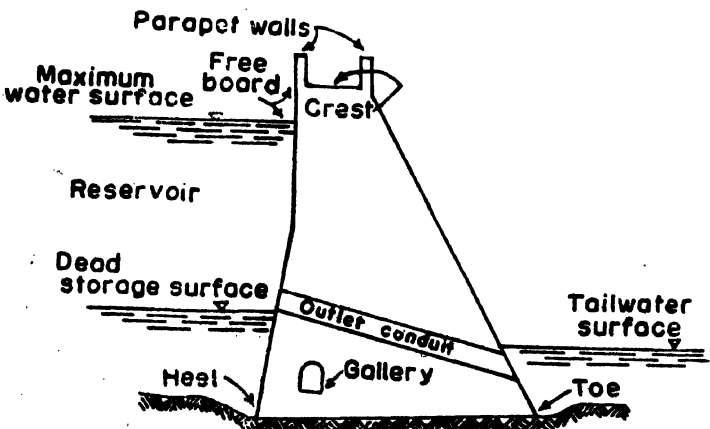 Parapet walls
Free
board
Maximum
water surface
Crest
Reservoir
Dead
storage surface
Outlet conduit
Tailwater
surface
Heel
Gallery
Toe